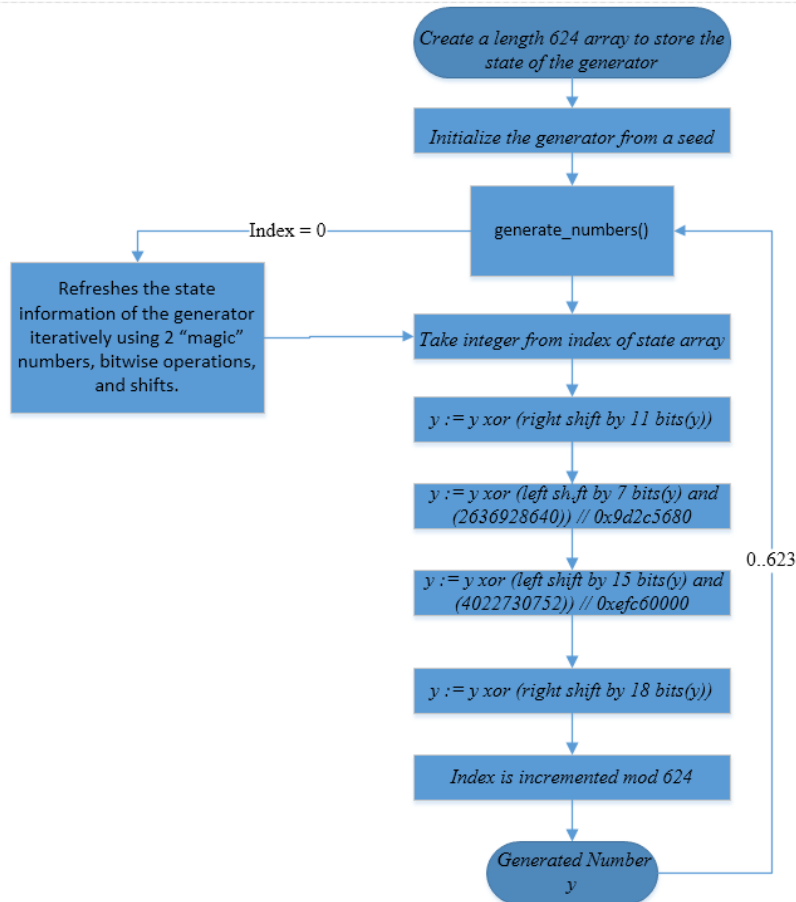 Create a length 624 array to store the
state of the generator
Initialize the generator from a seed
generate_numbers()
Index = 0
Refreshes the state
information of the generator
iteratively using 2 “magic”
numbers, bitwise operations,
and shifts.
Take integer from index of state array
y := y xor (right shift by 11 bits(y))
y := y xor (left sh.ft by 7 bits(y) and
(2636928640)) // 0x9d2c5680
0..623
y := y xor (left shift by 15 bits(y) and
(4022730752)) // 0xefc60000
y := y xor (right shift by 18 bits(y))
Index is incremented mod 624
Generated Number
y